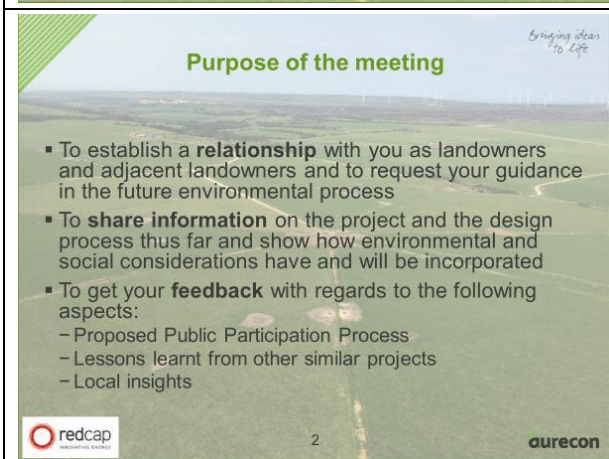 Bringing ideas
to life
Purpose of the meeting
▪ To establish a relationship with you as landowners
and adjacent landowners and to request your guidance
in the future environmental process
▪ To share information on the project and the design
process thus far and show how environmental and
social considerations have and will be incorporated
▪ To get your feedback with regards to the following
aspects:
− Proposed Public Participation Process
− Lessons learnt from other similar projects
− Local insights
redcap
INNOVATIVE ENERGY
2
aurecon